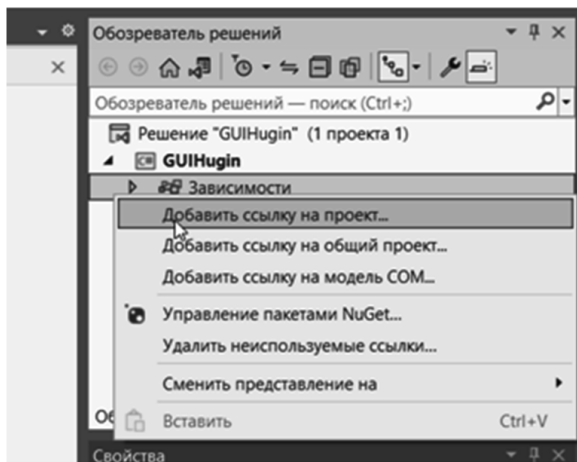 Обозреватель решений
Обозреватель решений — поиск (Ctrl+;)
Решение "GUIHugin" (1 проекта 1)
C# GUIHugin
Зависимости
Добавить ссылку на проект...
Добавить ссылку на общий проект...
Добавить ссылку на модель COM...
Управление пакетами NuGet...
Удалить неиспользуемые ссылки...
Сменить представление на
Вставить Ctrl+V
Свойства